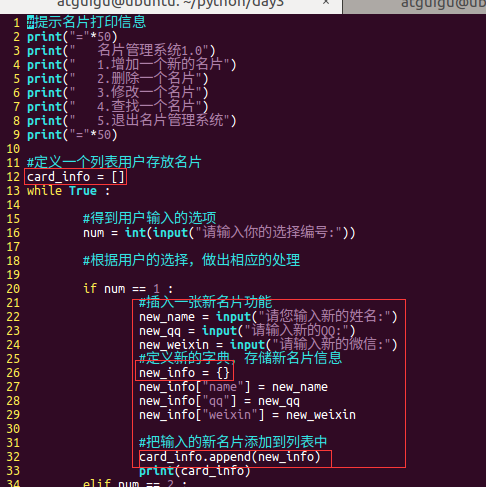 atguigu@ubuntu: ~/python/day3
atguigu@ubun
1 #提示名片打印信息
2 print("="*50)
3 print("   名片管理系统1.0")
4 print("   1.增加一个新的名片")
5 print("   2.删除一个名片")
6 print("   3.修改一个名片")
7 print("   4.查找一个名片")
8 print("   5.退出名片管理系统")
9 print("="*50)
10
11 #定义一个列表用户存放名片
12 card_info = []
13 while True :
14
15         #得到用户输入的选项
16         num = int(input("请输入你的选择编号:"))
17
18         #根据用户的选择，做出相应的处理
19
20         if num == 1 :
21                 #插入一张新名片功能
22                 new_name = input("请您输入新的姓名:")
23                 new_qq = input("请输入新的QQ:")
24                 new_weixin = input("请输入新的微信:")
25                 #定义新的字典，存储新名片信息
26                 new_info = {}
27                 new_info["name"] = new_name
28                 new_info["qq"] = new_qq
29                 new_info["weixin"] = new_weixin
30
31                 #把输入的新名片添加到列表中
32                 card_info.append(new_info)
33                 print(card_info)
34         elif num == 2 :